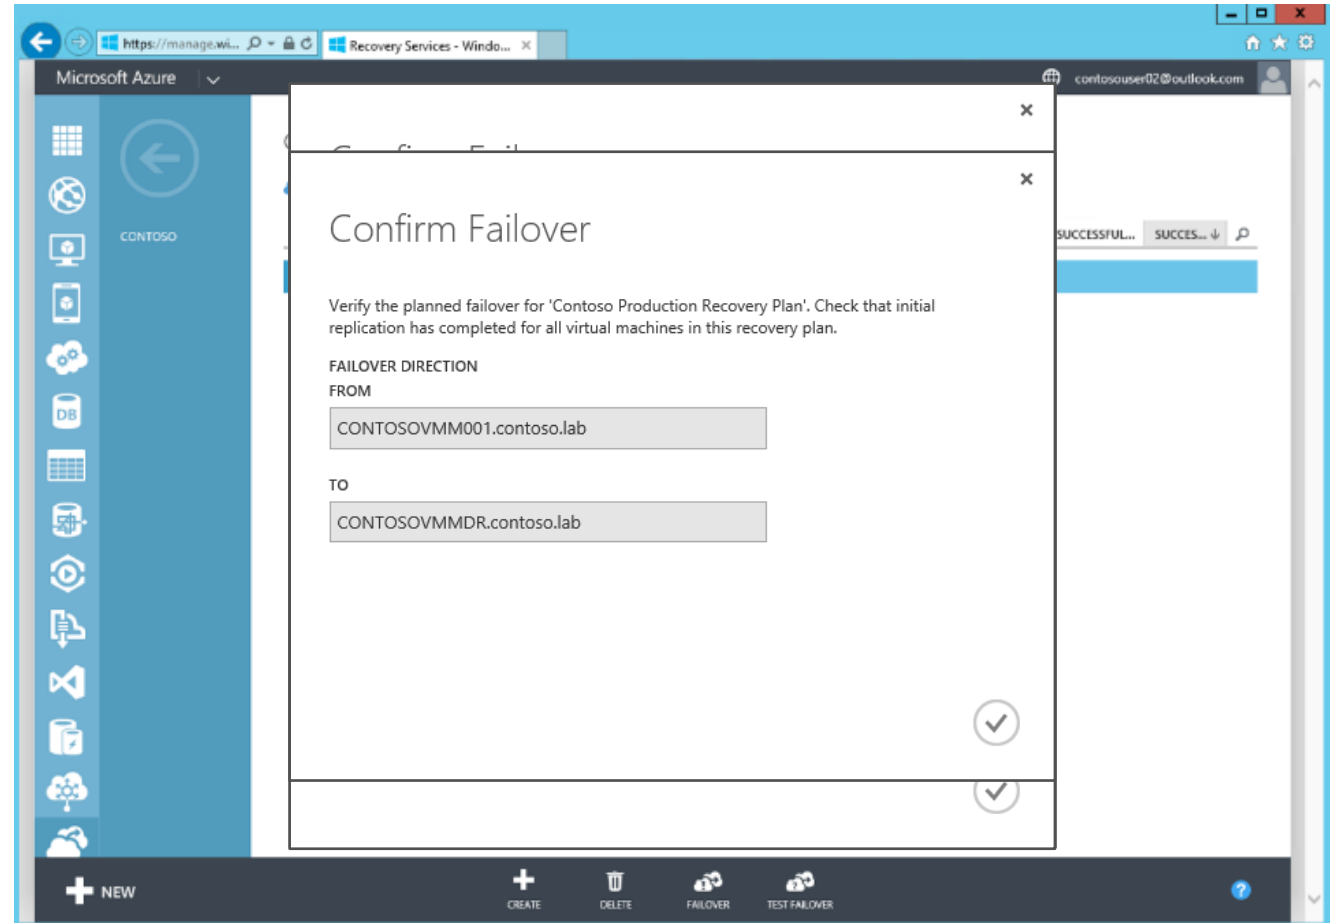 https://manage.wi...
Recovery Services - Windo...
Microsoft Azure
contosouser02@outlook.com
CONTOSO
SUCCESSFUL...
SUCCES...
Confirm Failover
Verify the planned failover for 'Contoso Production Recovery Plan'. Check that initial
replication has completed for all virtual machines in this recovery plan.
FAILOVER DIRECTION
FROM
CONTOSOVMM001.contoso.lab
TO
CONTOSOVMMDR.contoso.lab
DB
NEW
CREATE
DELETE
FAILOVER
TEST FAILOVER
?